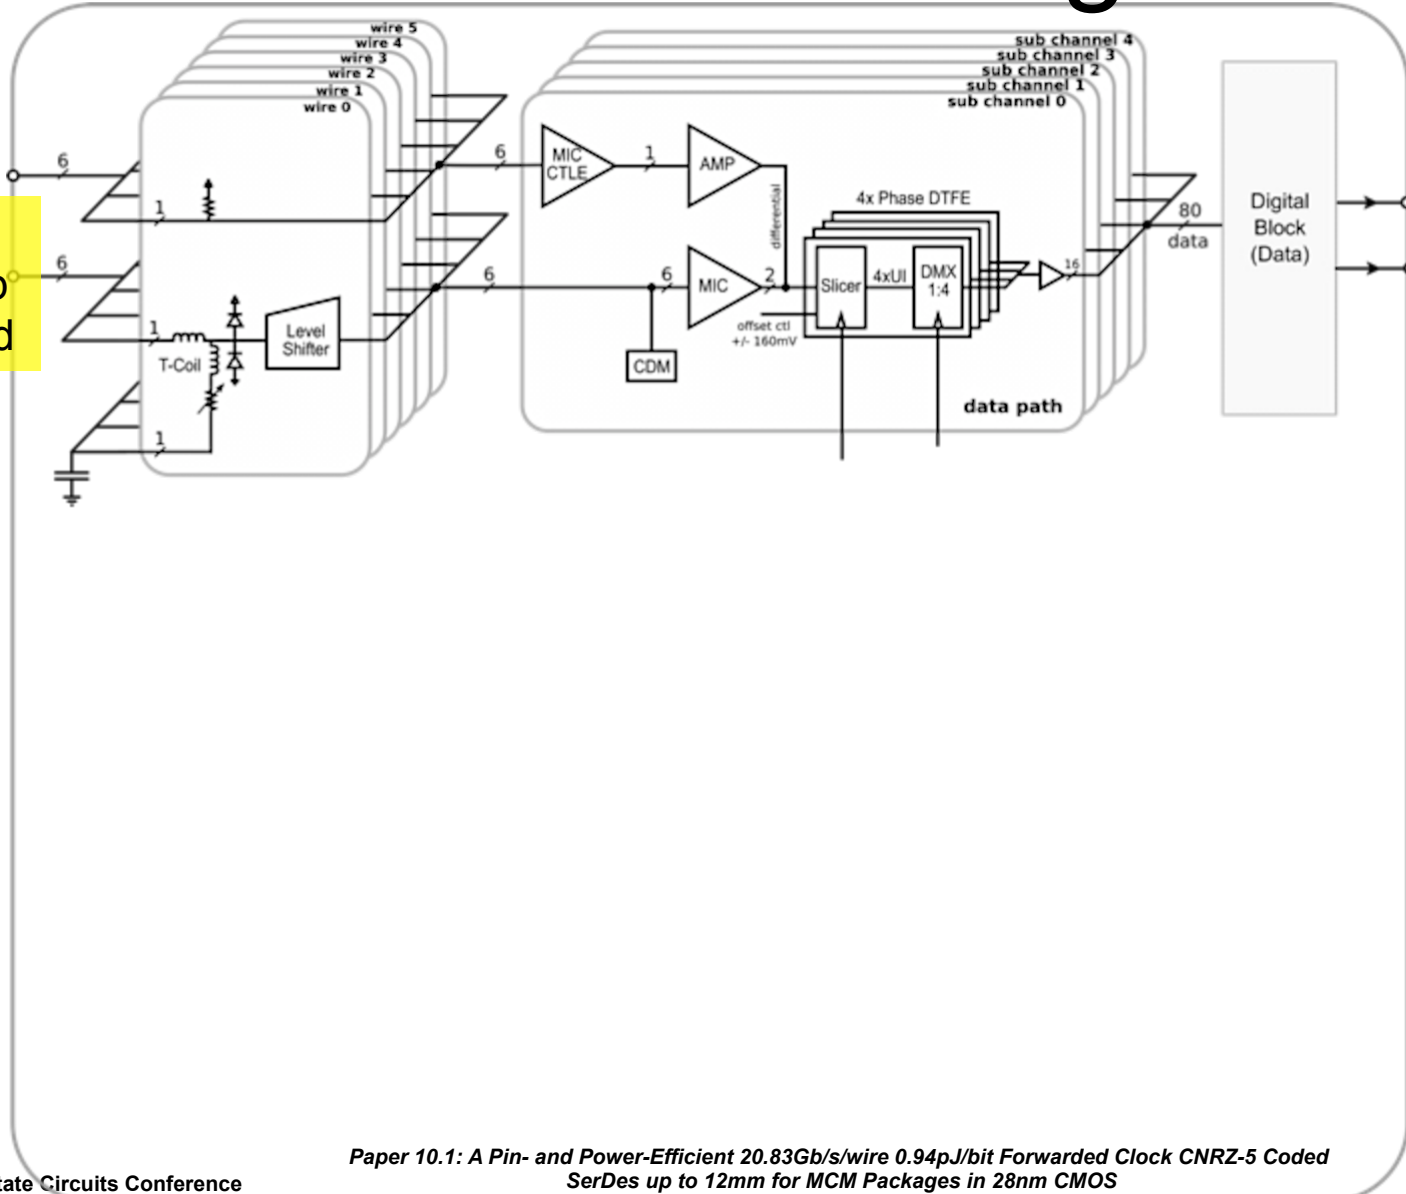 g
wire 5
wire 4
wire 3
wire 2
wire 1
wire 0
sub channel 4
sub channel 3
sub channel 2
sub channel 1
sub channel 0
6
1
6
1
T-Coil
Level
Shifter
1
6
6
MIC
CTLE
1
AMP
differential
6
MIC
2
CDM
offset ctl
+/- 160mV
4x Phase DTFE
Slicer
4xUI
DMX
1:4
16
data path
80
data
Digital
Block
(Data)
o
d
Paper 10.1: A Pin- and Power-Efficient 20.83Gb/s/wire 0.94pJ/bit Forwarded Clock CNRZ-5 Coded
SerDes up to 12mm for MCM Packages in 28nm CMOS
tate Circuits Conference